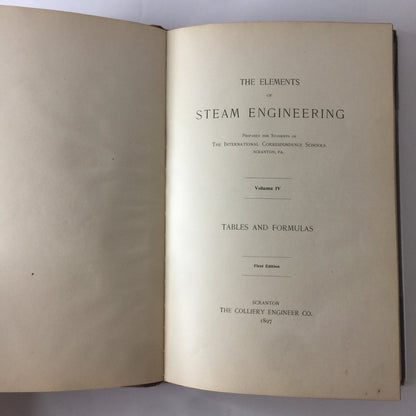 THE ELEMENTS
OF
STEAM ENGINEERING
PREPARED FOR STUDENTS OF
THE INTERNATIONAL CORRESPONDENCE SCHOOLS
SCRANTON, PA.
Volume IV
TABLES AND FORMULAS
First Edition
SCRANTON
THE COLLIERY ENGINEER CO.
1897